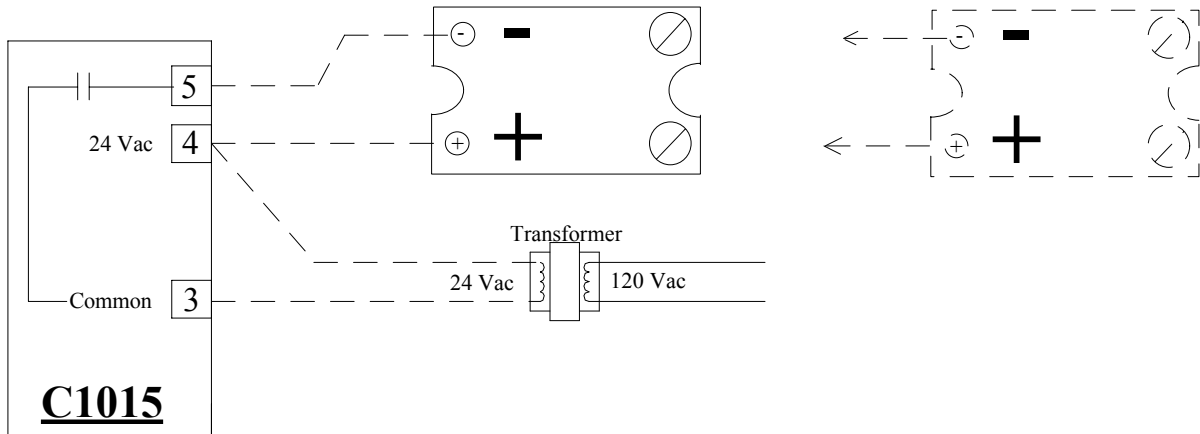 - -
- -
5
24 Vac 4
+ +
+ +
Transformer
24 Vac 120 Vac
Common 3
C1015